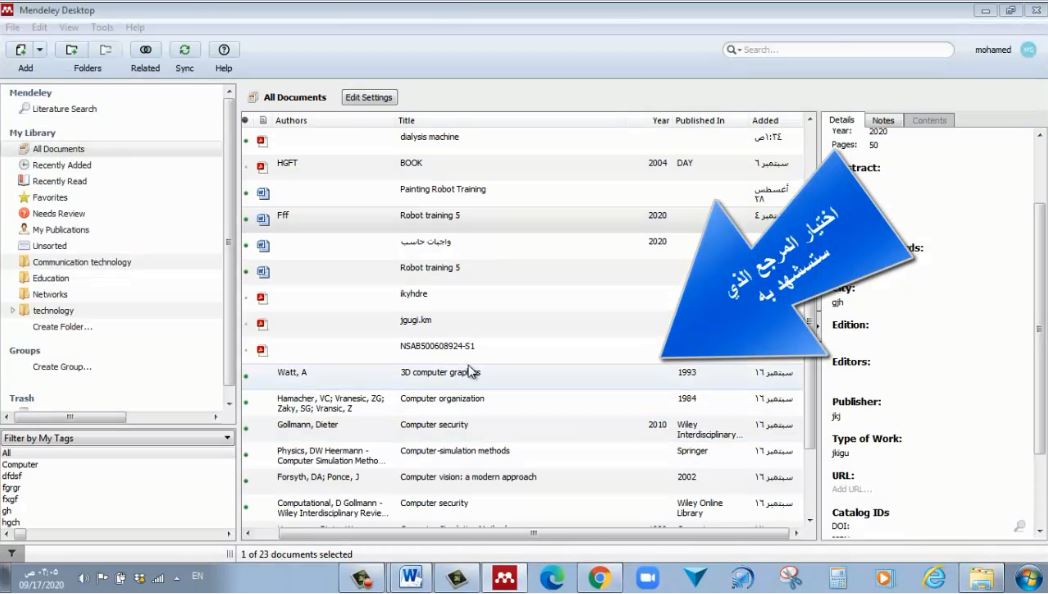 Mendeley Desktop
File Edit View Tools Help
Search...
mohamed
Add Folders Related Sync Help
Mendeley
Literature Search
My Library
All Documents
Recently Added
Recently Read
Favorites
Needs Review
My Publications
Unsorted
Communication technology
Education
Networks
technology
Create Folder...
Groups
Create Group...
Trash
Filter by My Tags
All
Computer
dfdsf
fgrgr
fxgf
gh
hgch
All Documents Edit Settings
Authors Title Year Published In Added
dialysis machine ١:٣٤ص
HGFT BOOK 2004 DAY سبتمبر ٦
Painting Robot Training أغسطس ٢٨
Fff Robot training 5 2020 سبتمبر ٤
واجبات حاسب 2020
Robot training 5
ikyhdre
jgugi.km
NSAB500608924-S1
Watt, A 3D computer graphics 1993 سبتمبر ١٦
Hamacher, VC; Vranesic, ZG; Computer organization 1984 سبتمبر ١٦
Zaky, SG; Vransic, Z
Gollmann, Dieter Computer security 2010 Wiley سبتمبر ١٦
Interdisciplinary...
Physics, DW Heermann - Computer-simulation methods Springer سبتمبر ١٦
Computer Simulation Metho...
Forsyth, DA; Ponce, J Computer vision: a modern approach 2002 سبتمبر ١٦
Computational, D Gollmann - Computer security Wiley Online سبتمبر ١٦
Wiley Interdisciplinary Revie... Library
اختيار المرجع الذي
ستستشهد به
Details Notes Contents
Year: 2020
Pages: 50
gjh
Edition:
Editors:
Publisher:
jkj
Type of Work:
jkigu
URL:
Add URL...
Catalog IDs
DOI:
1 of 23 documents selected
EN
09/17/2020